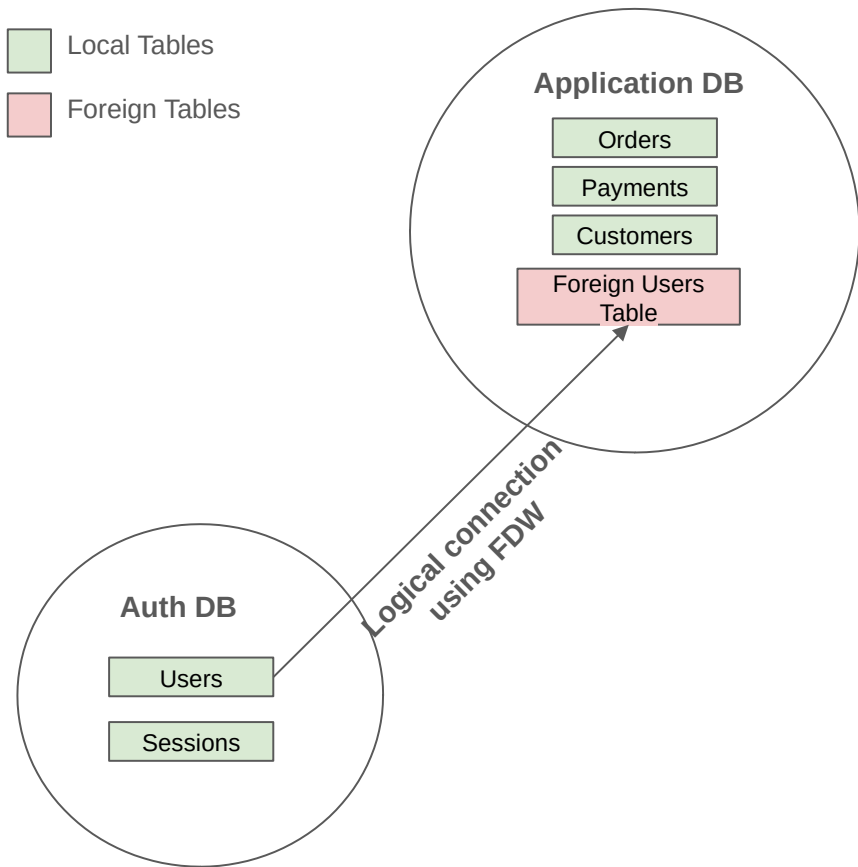 Local Tables
Foreign Tables
Application DB
Orders
Payments
Customers
Foreign Users
Table
Logical connection
using FDW
Auth DB
Users
Sessions